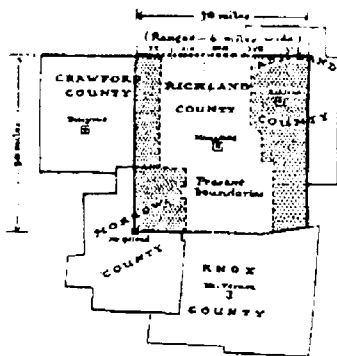 30 miles
(Ranges - 6 miles wide)
CRAWFORD
COUNTY
RICHLAND
COUNTY
ASHLAND
COUNTY
30 miles
Mansfield
Present
boundaries
MORROW
COUNTY
KNOX
Mt. Vernon
COUNTY